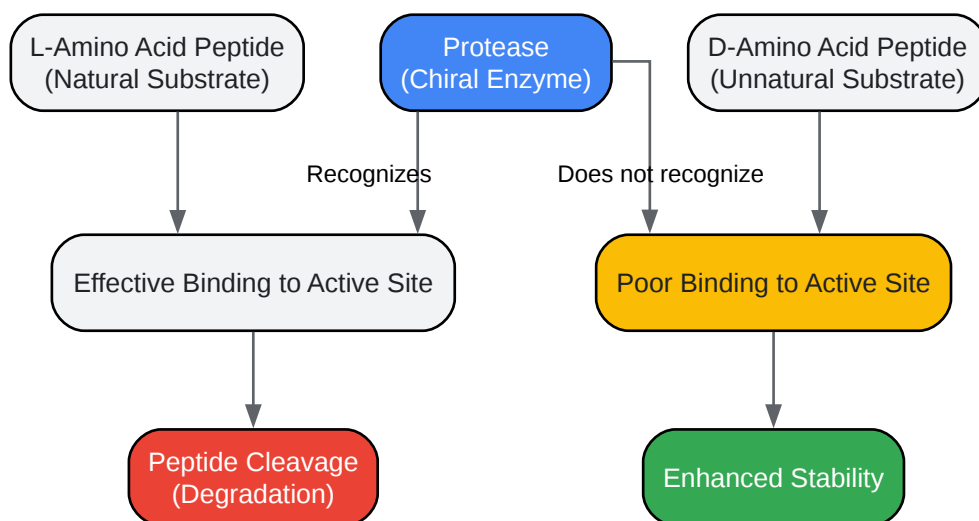 L-Amino Acid Peptide
(Natural Substrate)
Protease
(Chiral Enzyme)
D-Amino Acid Peptide
(Unnatural Substrate)
Recognizes
Does not recognize
Effective Binding to Active Site
Poor Binding to Active Site
Peptide Cleavage
(Degradation)
Enhanced Stability